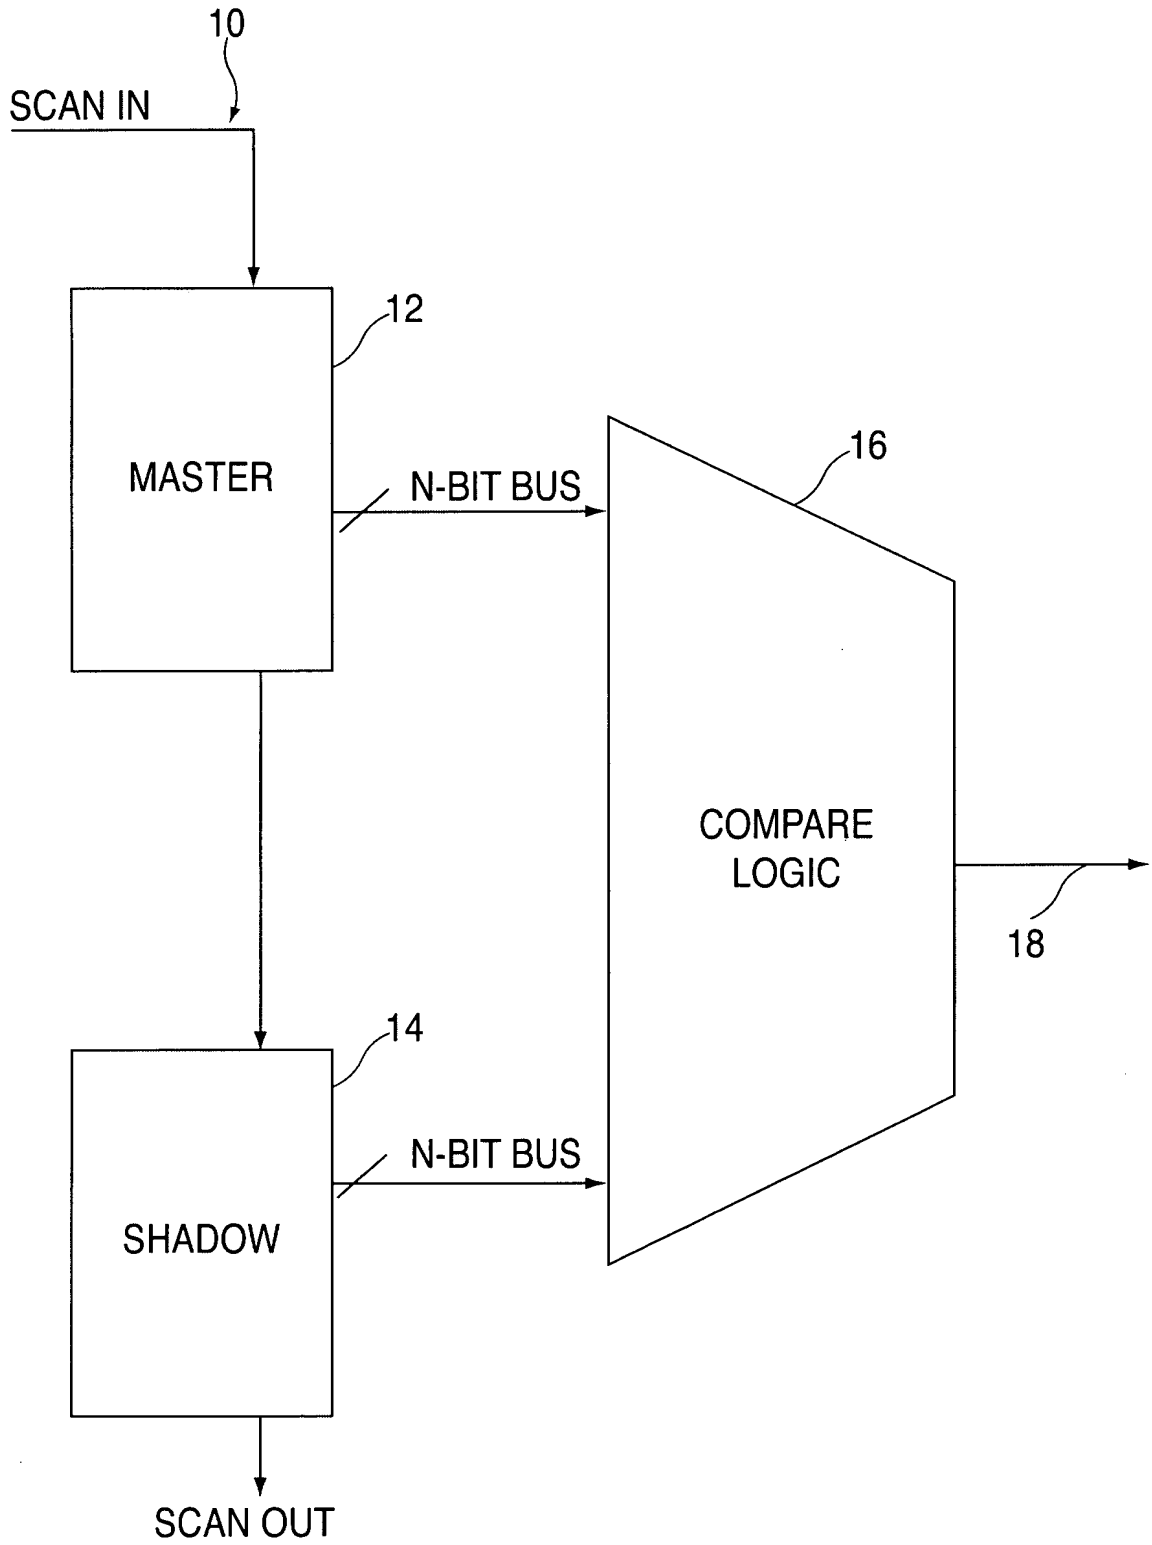 10
SCAN IN
12
MASTER
N-BIT BUS
16
COMPARE
LOGIC
18
14
N-BIT BUS
SHADOW
SCAN OUT